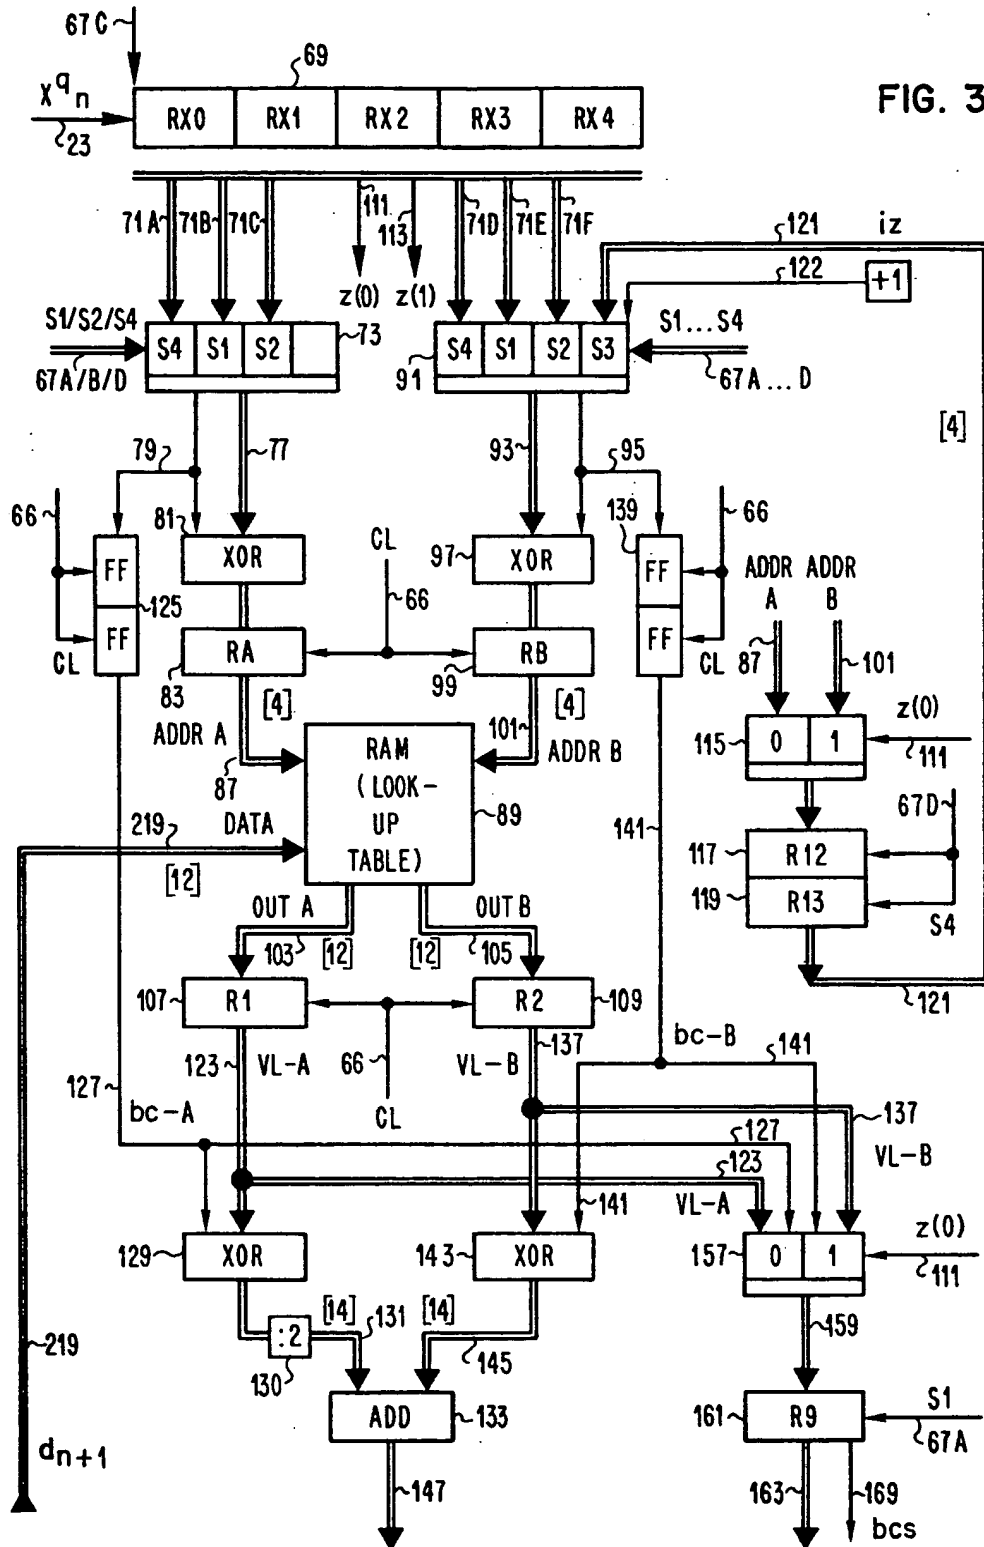 67C
69
FIG. 3
X^q_n
RX0 RX1 RX2 RX3 RX4
23
71A 71B 71C 111 113 71D 71E 71F 121 iz
122 +1
z(0) z(1)
S1/S2/S4 S4 S1 S2 73 S4 S1 S2 S3 S1...S4
67A/B/D 91 67A...D
[4]
79 77 93 95
66 81 139 66
FF XOR CL 97 XOR FF ADDR A ADDR B
125 66
FF RA RB FF
CL 83 [4] 99 [4] CL 87 101
z(0)
ADDR A 101 ADDR B 115 0 1 111
87 RAM (LOOK-UP TABLE) 89
67D
219 DATA 141 117 R12
[12] 119 R13
S4
OUT A OUT B
103 [12] [12] 105
121
107 R1 R2 109
123 VL-A 66 VL-B 137 bc-B 141
127 CL
bc-A 137
127 VL-B
123
VL-A
141 z(0)
129 XOR 143 XOR 157 0 1 111
[14] 131 [14]
219 :2 145 159
130
ADD 133 161 R9 S1
67A
d_{n+1} 147 163 169
bcs